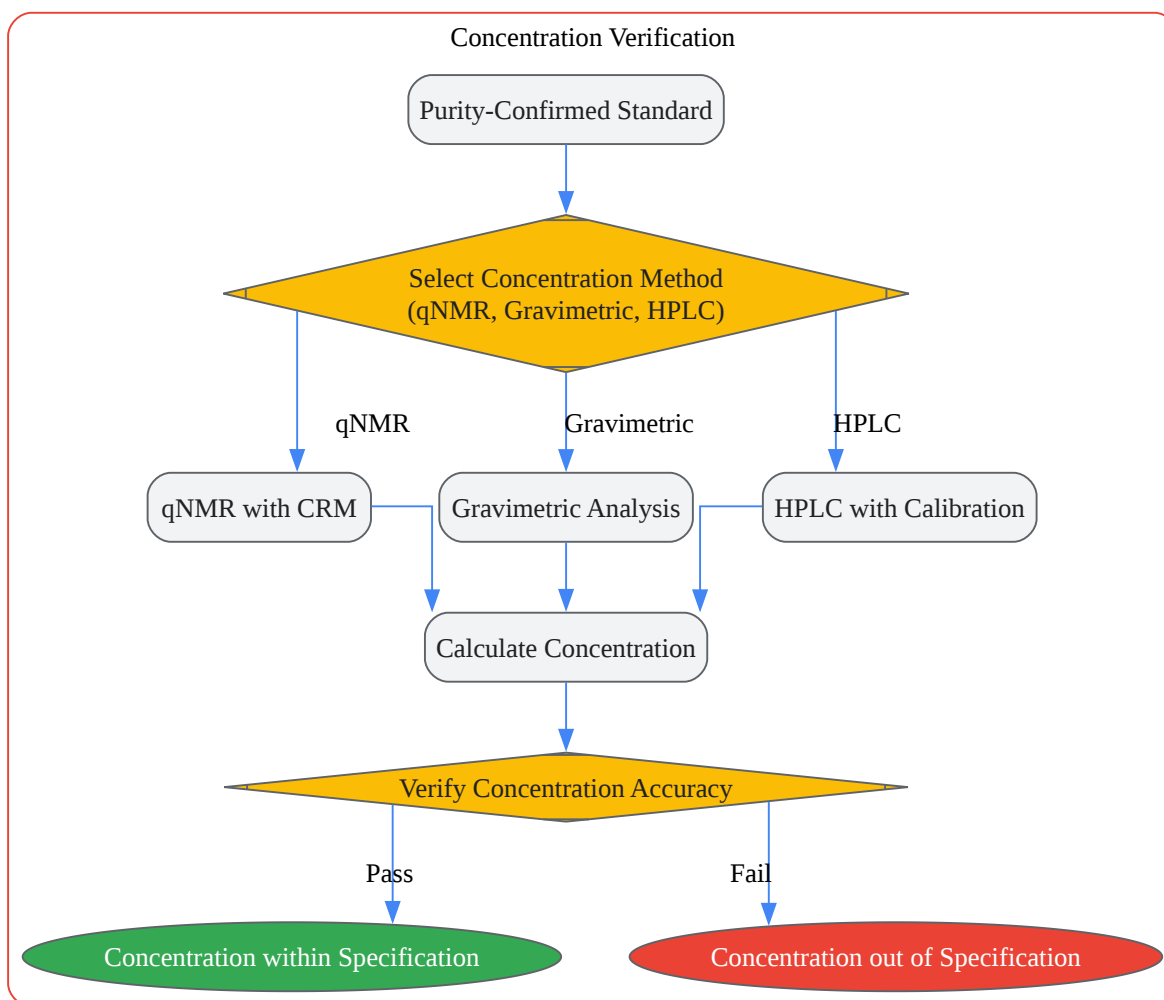 Concentration Verification
Purity-Confirmed Standard
Select Concentration Method
(qNMR, Gravimetric, HPLC)
qNMR
Gravimetric
HPLC
qNMR with CRM
Gravimetric Analysis
HPLC with Calibration
Calculate Concentration
Verify Concentration Accuracy
Pass
Fail
Concentration within Specification
Concentration out of Specification